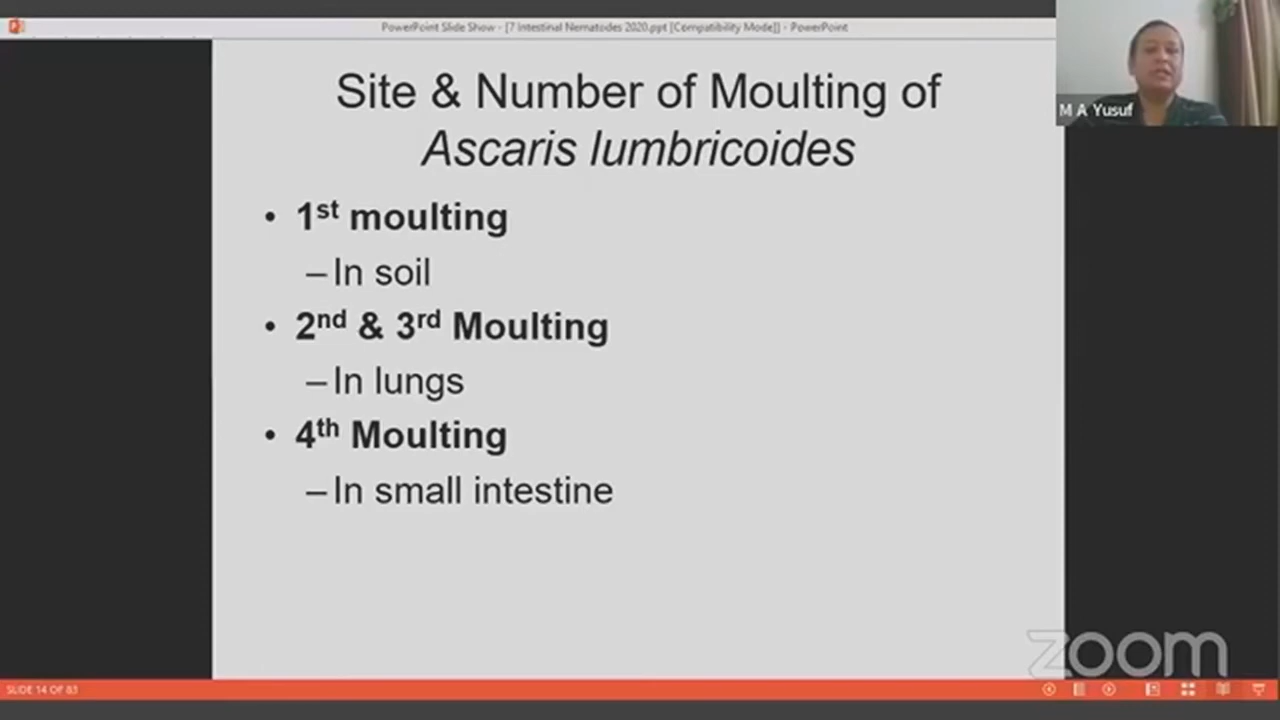 PowerPoint Slide Show - [7 Intestinal Nematodes 2020.ppt [Compatibility Mode]] - PowerPoint
M A Yusuf
Site & Number of Moulting of
Ascaris lumbricoides
• 1st moulting
– In soil
• 2nd & 3rd Moulting
– In lungs
• 4th Moulting
– In small intestine
zoom
SLIDE 14 OF 83